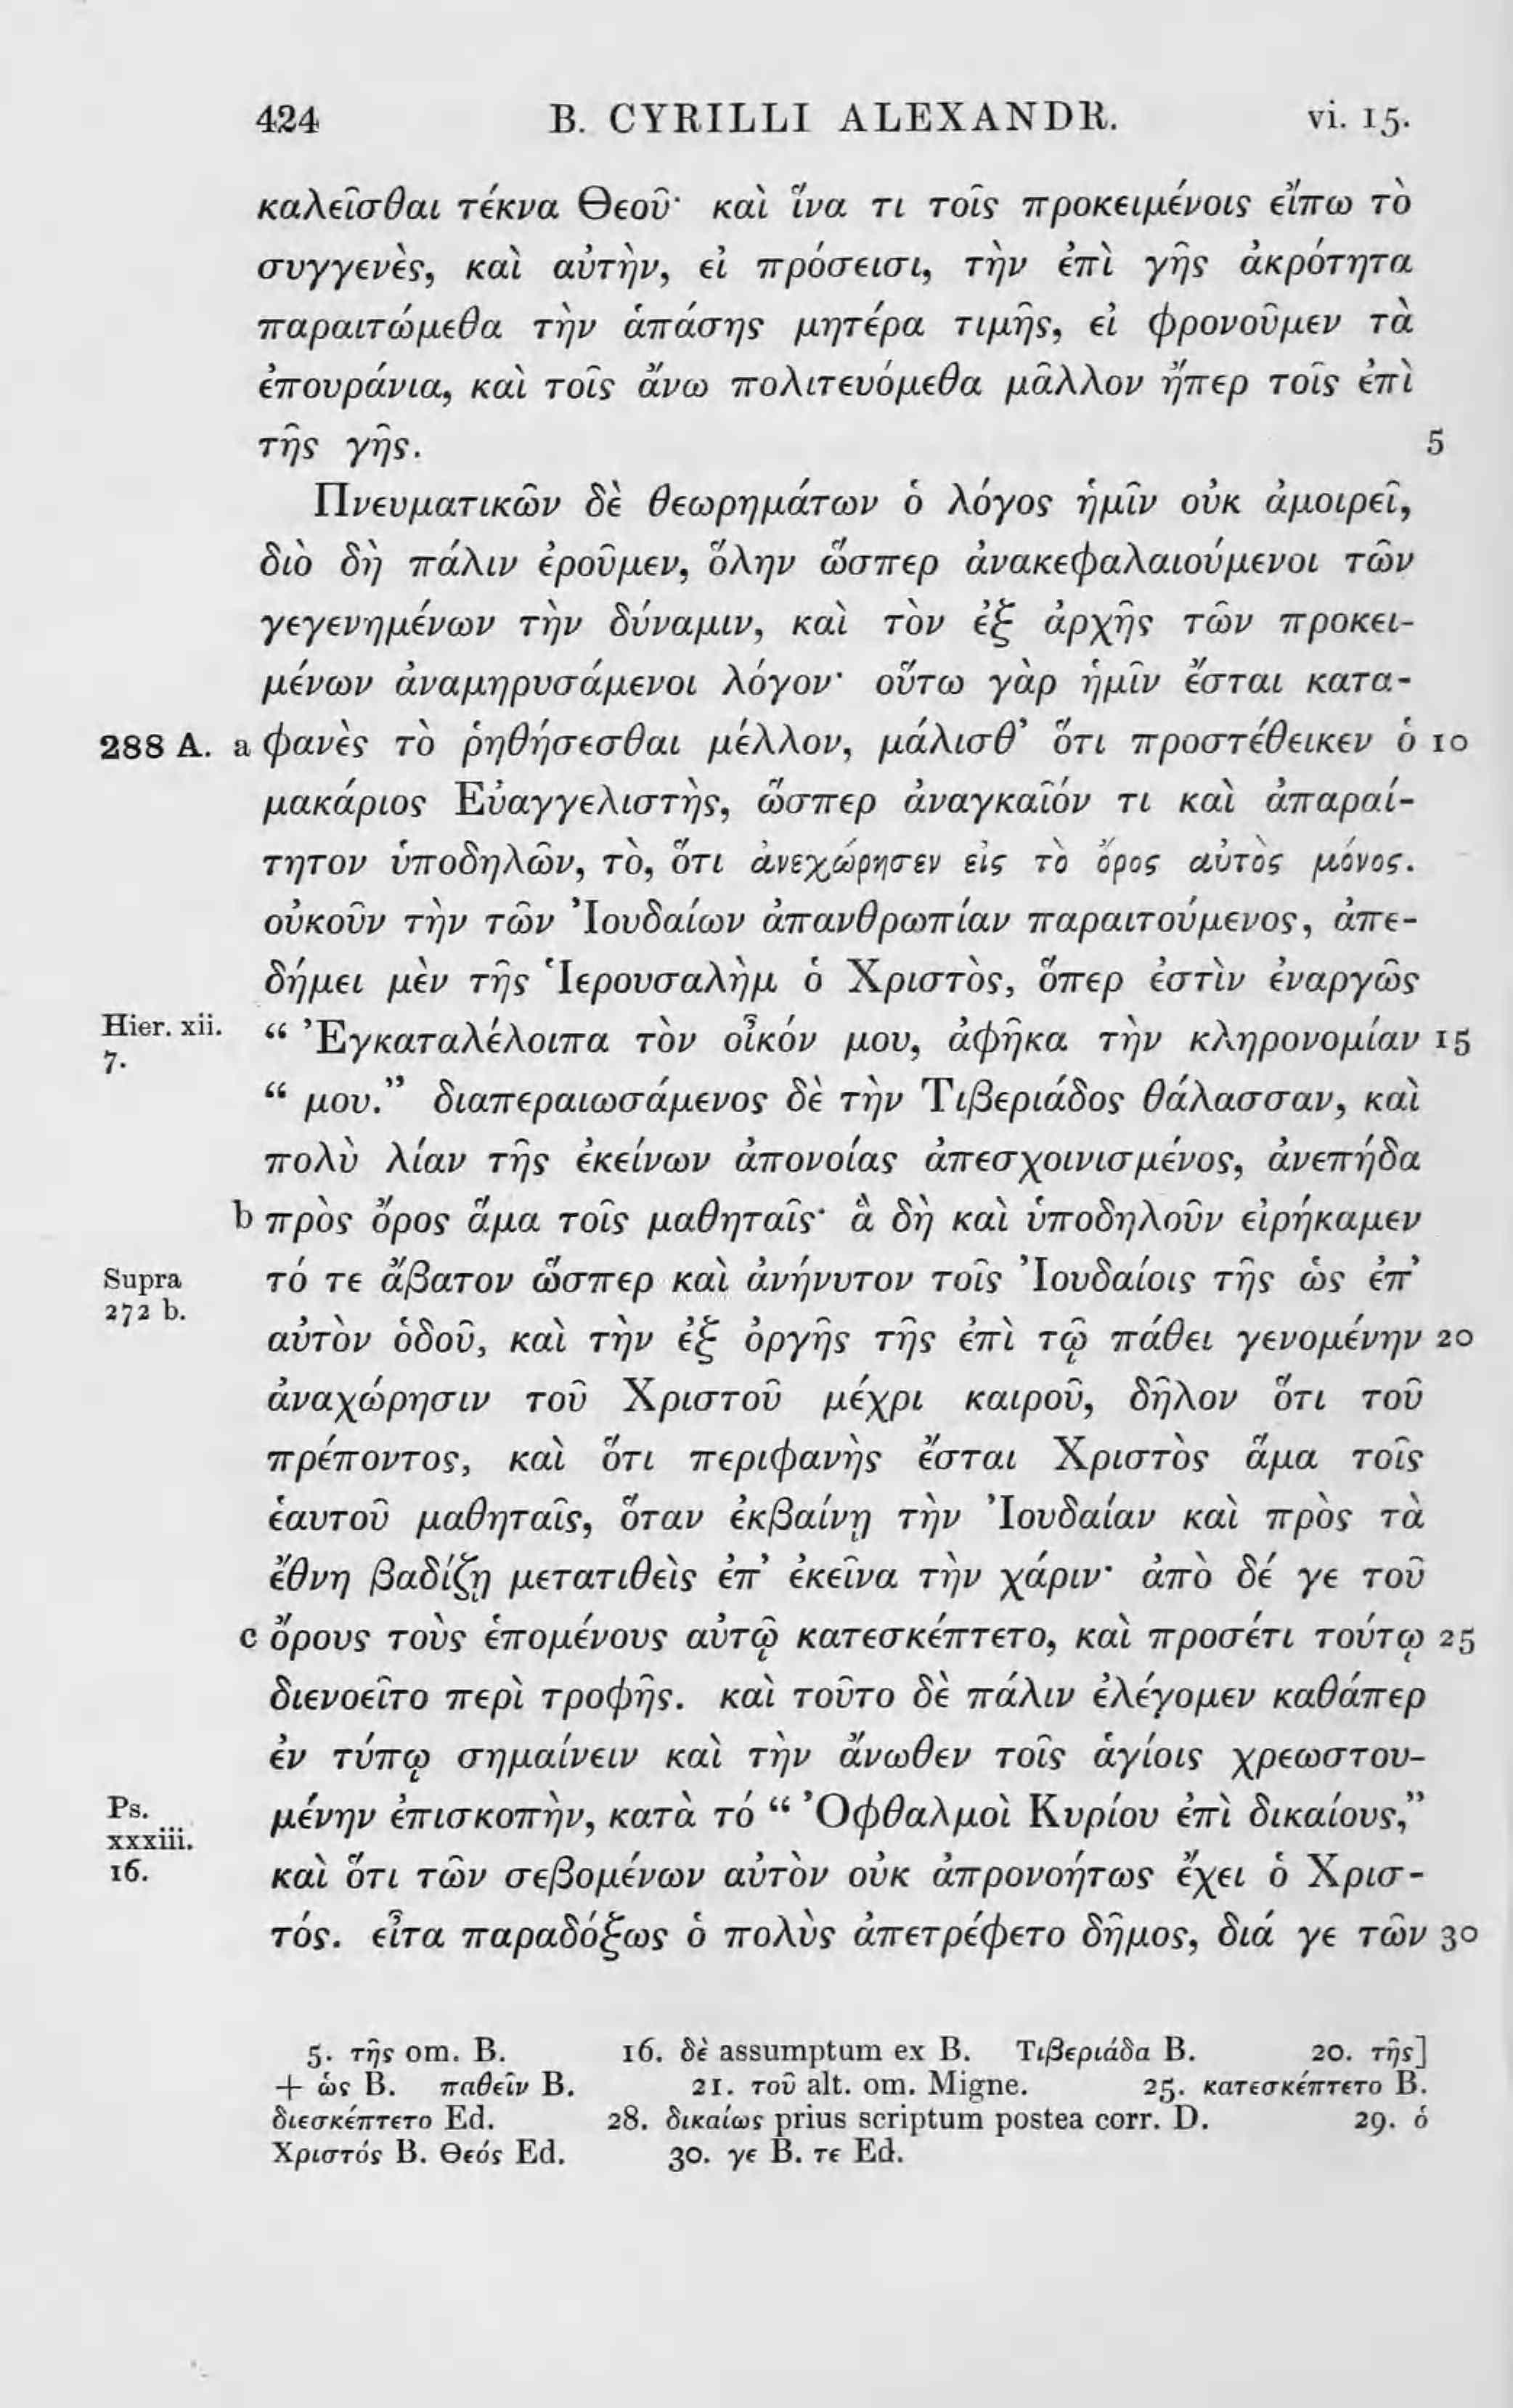 424 B. CYRILLI ALEXANDR. vi. 15.
καλεῖσθαι τέκνα Θεοῦ· καὶ ἵνα τι τοῖς προκειμένοις εἴπω τὸ
συγγενὲς, καὶ αὐτὴν, εἰ πρόσεισι, τὴν ἐπὶ γῆς ἀκρότητα
παραιτώμεθα τὴν ἁπάσης μητέρα τιμῆς, εἰ φρονοῦμεν τὰ
ἐπουράνια, καὶ τοῖς ἄνω πολιτευόμεθα μᾶλλον ἤπερ τοῖς ἐπὶ
τῆς γῆς. 5
Πνευματικῶν δὲ θεωρημάτων ὁ λόγος ἡμῖν οὐκ ἀμοιρεῖ,
διὸ δὴ πάλιν ἐροῦμεν, ὅλην ὥσπερ ἀνακεφαλαιούμενοι τῶν
γεγενημένων τὴν δύναμιν, καὶ τὸν ἐξ ἀρχῆς τῶν προκει-
μένων ἀναμηρυσάμενοι λόγον· οὕτω γὰρ ἡμῖν ἔσται κατα-
288 A. a φανὲς τὸ ῥηθήσεσθαι μέλλον, μάλισθ’ ὅτι προστέθεικεν ὁ 10
μακάριος Εὐαγγελιστὴς, ὥσπερ ἀναγκαῖόν τι καὶ ἀπαραί-
τητον ὑποδηλῶν, τὸ, ὅτι ἀνεχώρησεν εἰς τὸ ὄρος αὐτὸς μόνος.
οὐκοῦν τὴν τῶν Ἰουδαίων ἀπανθρωπίαν παραιτούμενος, ἀπε-
δήμει μὲν τῆς Ἱερουσαλὴμ ὁ Χριστὸς, ὅπερ ἐστὶν ἐναργῶς
Hier. xii. 7. “ Ἐγκαταλέλοιπα τὸν οἶκόν μου, ἀφῆκα τὴν κληρονομίαν 15
“ μου.” διαπεραιωσάμενος δὲ τὴν Τιβεριάδος θάλασσαν, καὶ
πολὺ λίαν τῆς ἐκείνων ἀπονοίας ἀπεσχοινισμένος, ἀνεπήδα
b πρὸς ὄρος ἅμα τοῖς μαθηταῖς· ἃ δὴ καὶ ὑποδηλοῦν εἰρήκαμεν
Supra 272 b. τό τε ἄβατον ὥσπερ καὶ ἀνήνυτον τοῖς Ἰουδαίοις τῆς ὡς ἐπ’
αὐτὸν ὁδοῦ, καὶ τὴν ἐξ ὀργῆς τῆς ἐπὶ τῷ πάθει γενομένην 20
ἀναχώρησιν τοῦ Χριστοῦ μέχρι καιροῦ, δῆλον ὅτι τοῦ
πρέποντος, καὶ ὅτι περιφανὴς ἔσται Χριστὸς ἅμα τοῖς
ἑαυτοῦ μαθηταῖς, ὅταν ἐκβαίνῃ τὴν Ἰουδαίαν καὶ πρὸς τὰ
ἔθνη βαδίζῃ μετατιθεὶς ἐπ’ ἐκεῖνα τὴν χάριν· ἀπὸ δέ γε τοῦ
c ὄρους τοὺς ἑπομένους αὐτῷ κατεσκέπτετο, καὶ προσέτι τούτῳ 25
διενοεῖτο περὶ τροφῆς. καὶ τοῦτο δὲ πάλιν ἐλέγομεν καθάπερ
ἐν τύπῳ σημαίνειν καὶ τὴν ἄνωθεν τοῖς ἁγίοις χρεωστου-
Ps. xxxiii. 16. μένην ἐπισκοπὴν, κατὰ τό “ Ὀφθαλμοὶ Κυρίου ἐπὶ δικαίους,”
καὶ ὅτι τῶν σεβομένων αὐτὸν οὐκ ἀπρονοήτως ἔχει ὁ Χρισ-
τός. εἶτα παραδόξως ὁ πολὺς ἀπετρέφετο δῆμος, διά γε τῶν 30
5. τῆς om. B. 16. δὲ assumptum ex B. Τιβεριάδα B. 20. τῆς]
+ ὡς B. παθεῖν B. 21. τοῦ alt. om. Migne. 25. κατεσκέπτετο B.
διεσκέπτετο Ed. 28. δικαίως prius scriptum postea corr. D. 29. ὁ
Χριστός B. Θεός Ed. 30. γε B. τε Ed.